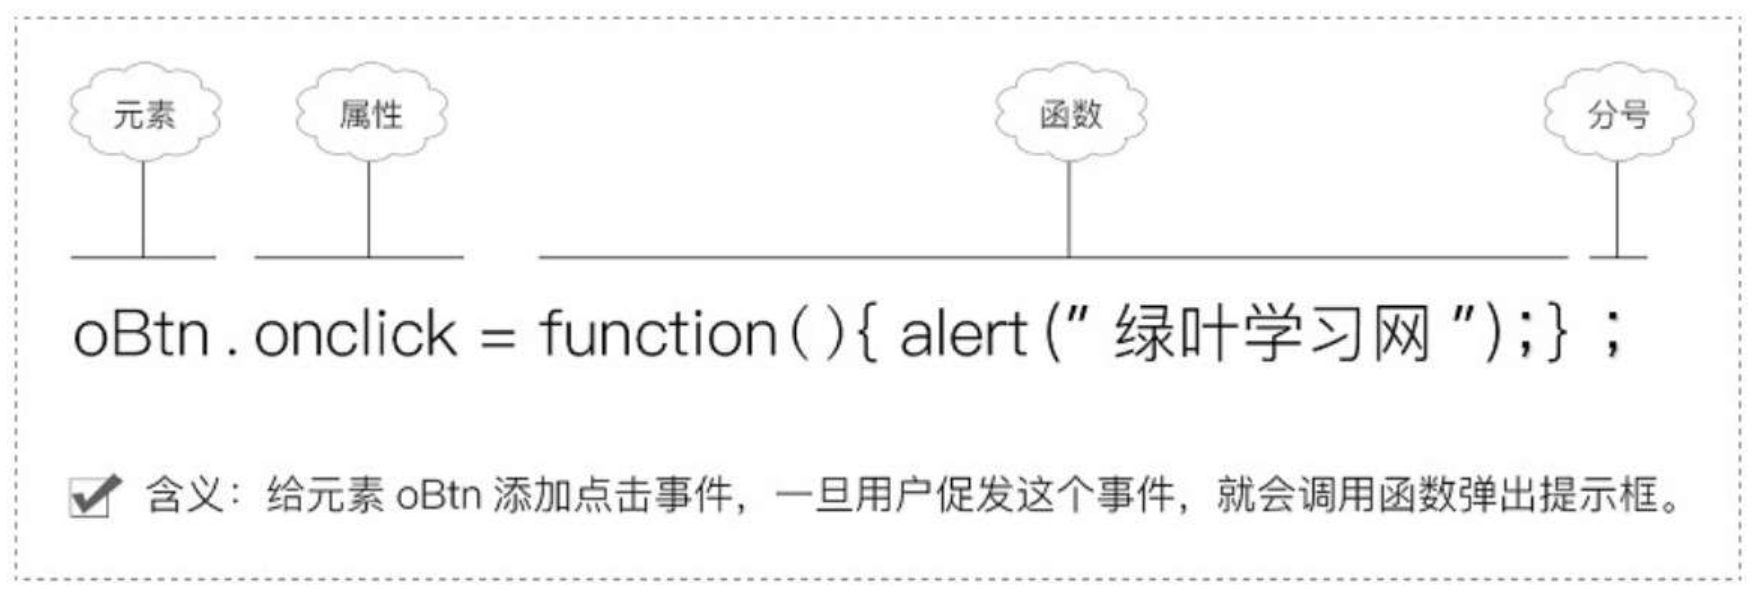 元素 属性 函数 分号
oBtn . onclick = function( ){ alert (" 绿叶学习网 ");} ;
含义：给元素 oBtn 添加点击事件，一旦用户促发这个事件，就会调用函数弹出提示框。